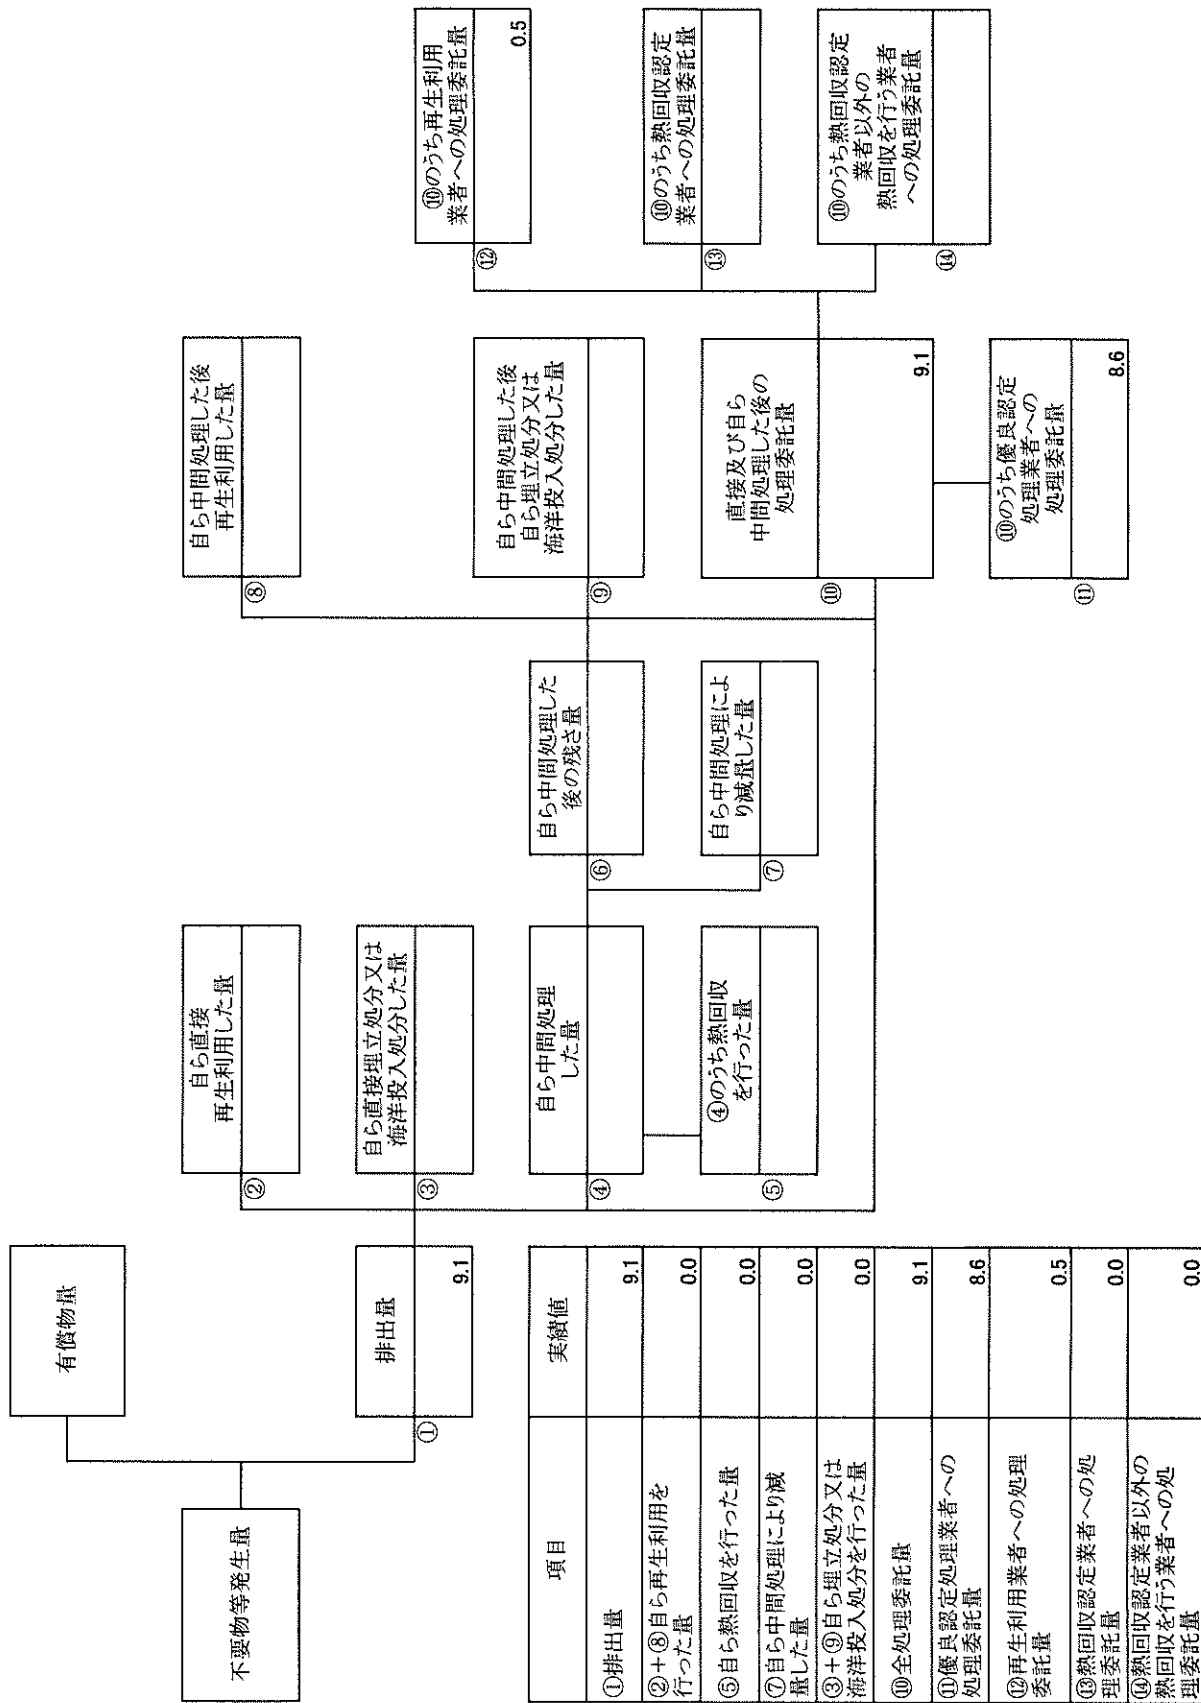 不要物等発生量
有償物量
①
排出量
9.1
②
自ら直接
再生利用した量
③
自ら直接埋立処分又は
海洋投入処分した量
④
自ら中間処理
した量
⑤
④のうち熱回収
を行った量
⑥
自ら中間処理した
後の残さ量
⑦
自ら中間処理によ
り減量した量
⑧
自ら中間処理した後
再生利用した量
⑨
自ら中間処理した後
自ら埋立処分又は
海洋投入処分した量
⑩
直接及び自ら
中間処理した後の
処理委託量
9.1
⑪
⑩のうち優良認定
処理業者への
処理委託量
8.6
⑫
⑩のうち再生利用
業者への処理委託量
0.5
⑬
⑩のうち熱回収認定
業者への処理委託量
⑭
⑩のうち熱回収認定
業者以外の
熱回収を行う業者
への処理委託量
項目 実績値
①排出量 9.1
②+⑧自ら再生利用を
行った量 0.0
⑤自ら熱回収を行った量 0.0
⑦自ら中間処理により減
量した量 0.0
③+⑨自ら埋立処分又は
海洋投入処分を行った量 0.0
⑩全処理委託量 9.1
⑪優良認定処理業者への
処理委託量 8.6
⑫再生利用業者への処理
委託量 0.5
⑬熱回収認定業者への処
理委託量 0.0
⑭熱回収認定業者以外の
熱回収を行う業者への処
理委託量 0.0